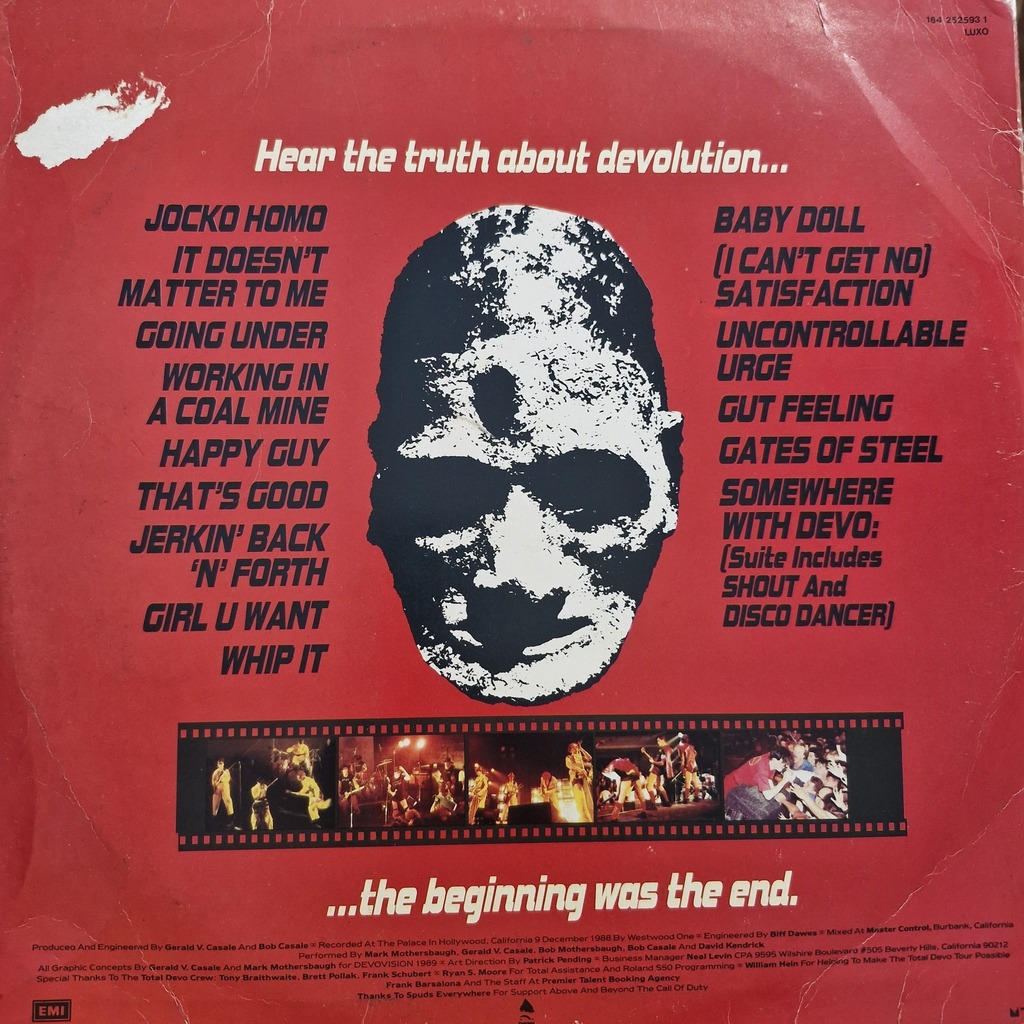 164 252593 1
LUXO
Hear the truth about devolution...
JOCKO HOMO
IT DOESN'T
MATTER TO ME
GOING UNDER
WORKING IN
A COAL MINE
HAPPY GUY
THAT'S GOOD
JERKIN' BACK
'N' FORTH
GIRL U WANT
WHIP IT
BABY DOLL
(I CAN'T GET NO)
SATISFACTION
UNCONTROLLABLE
URGE
GUT FEELING
GATES OF STEEL
SOMEWHERE
WITH DEVO:
(Suite Includes
SHOUT And
DISCO DANCER)
...the beginning was the end.
Produced And Engineered By Gerald V. Casale And Bob Casale * Recorded At The Palace In Hollywood, California 9 December 1988 By Westwood One * Engineered By Biff Dawes * Mixed At Master Control, Burbank, California
Performed By Mark Mothersbaugh, Gerald V. Casale, Bob Mothersbaugh, Bob Casale and David Kendrick
All Graphic Concepts By Gerald V. Casale And Mark Mothersbaugh for DEVOVISION 1989 * Art Direction By Patrick Pending * Business Manager Neal Levin CPA 9595 Wilshire Boulevard #505 Beverly Hills, California 90212
Special Thanks To The Total Devo Crew: Tony Braithwaite, Brett Pollak, Frank Schubert * Ryan S. Moore For Total Assistance And Roland S50 Programming * William Hein For Helping To Make The Total Devo Tour Possible
Frank Barsalona And The Staff At Premier Talent Booking Agency
Thanks To Spuds Everywhere For Support Above And Beyond The Call Of Duty
EMI